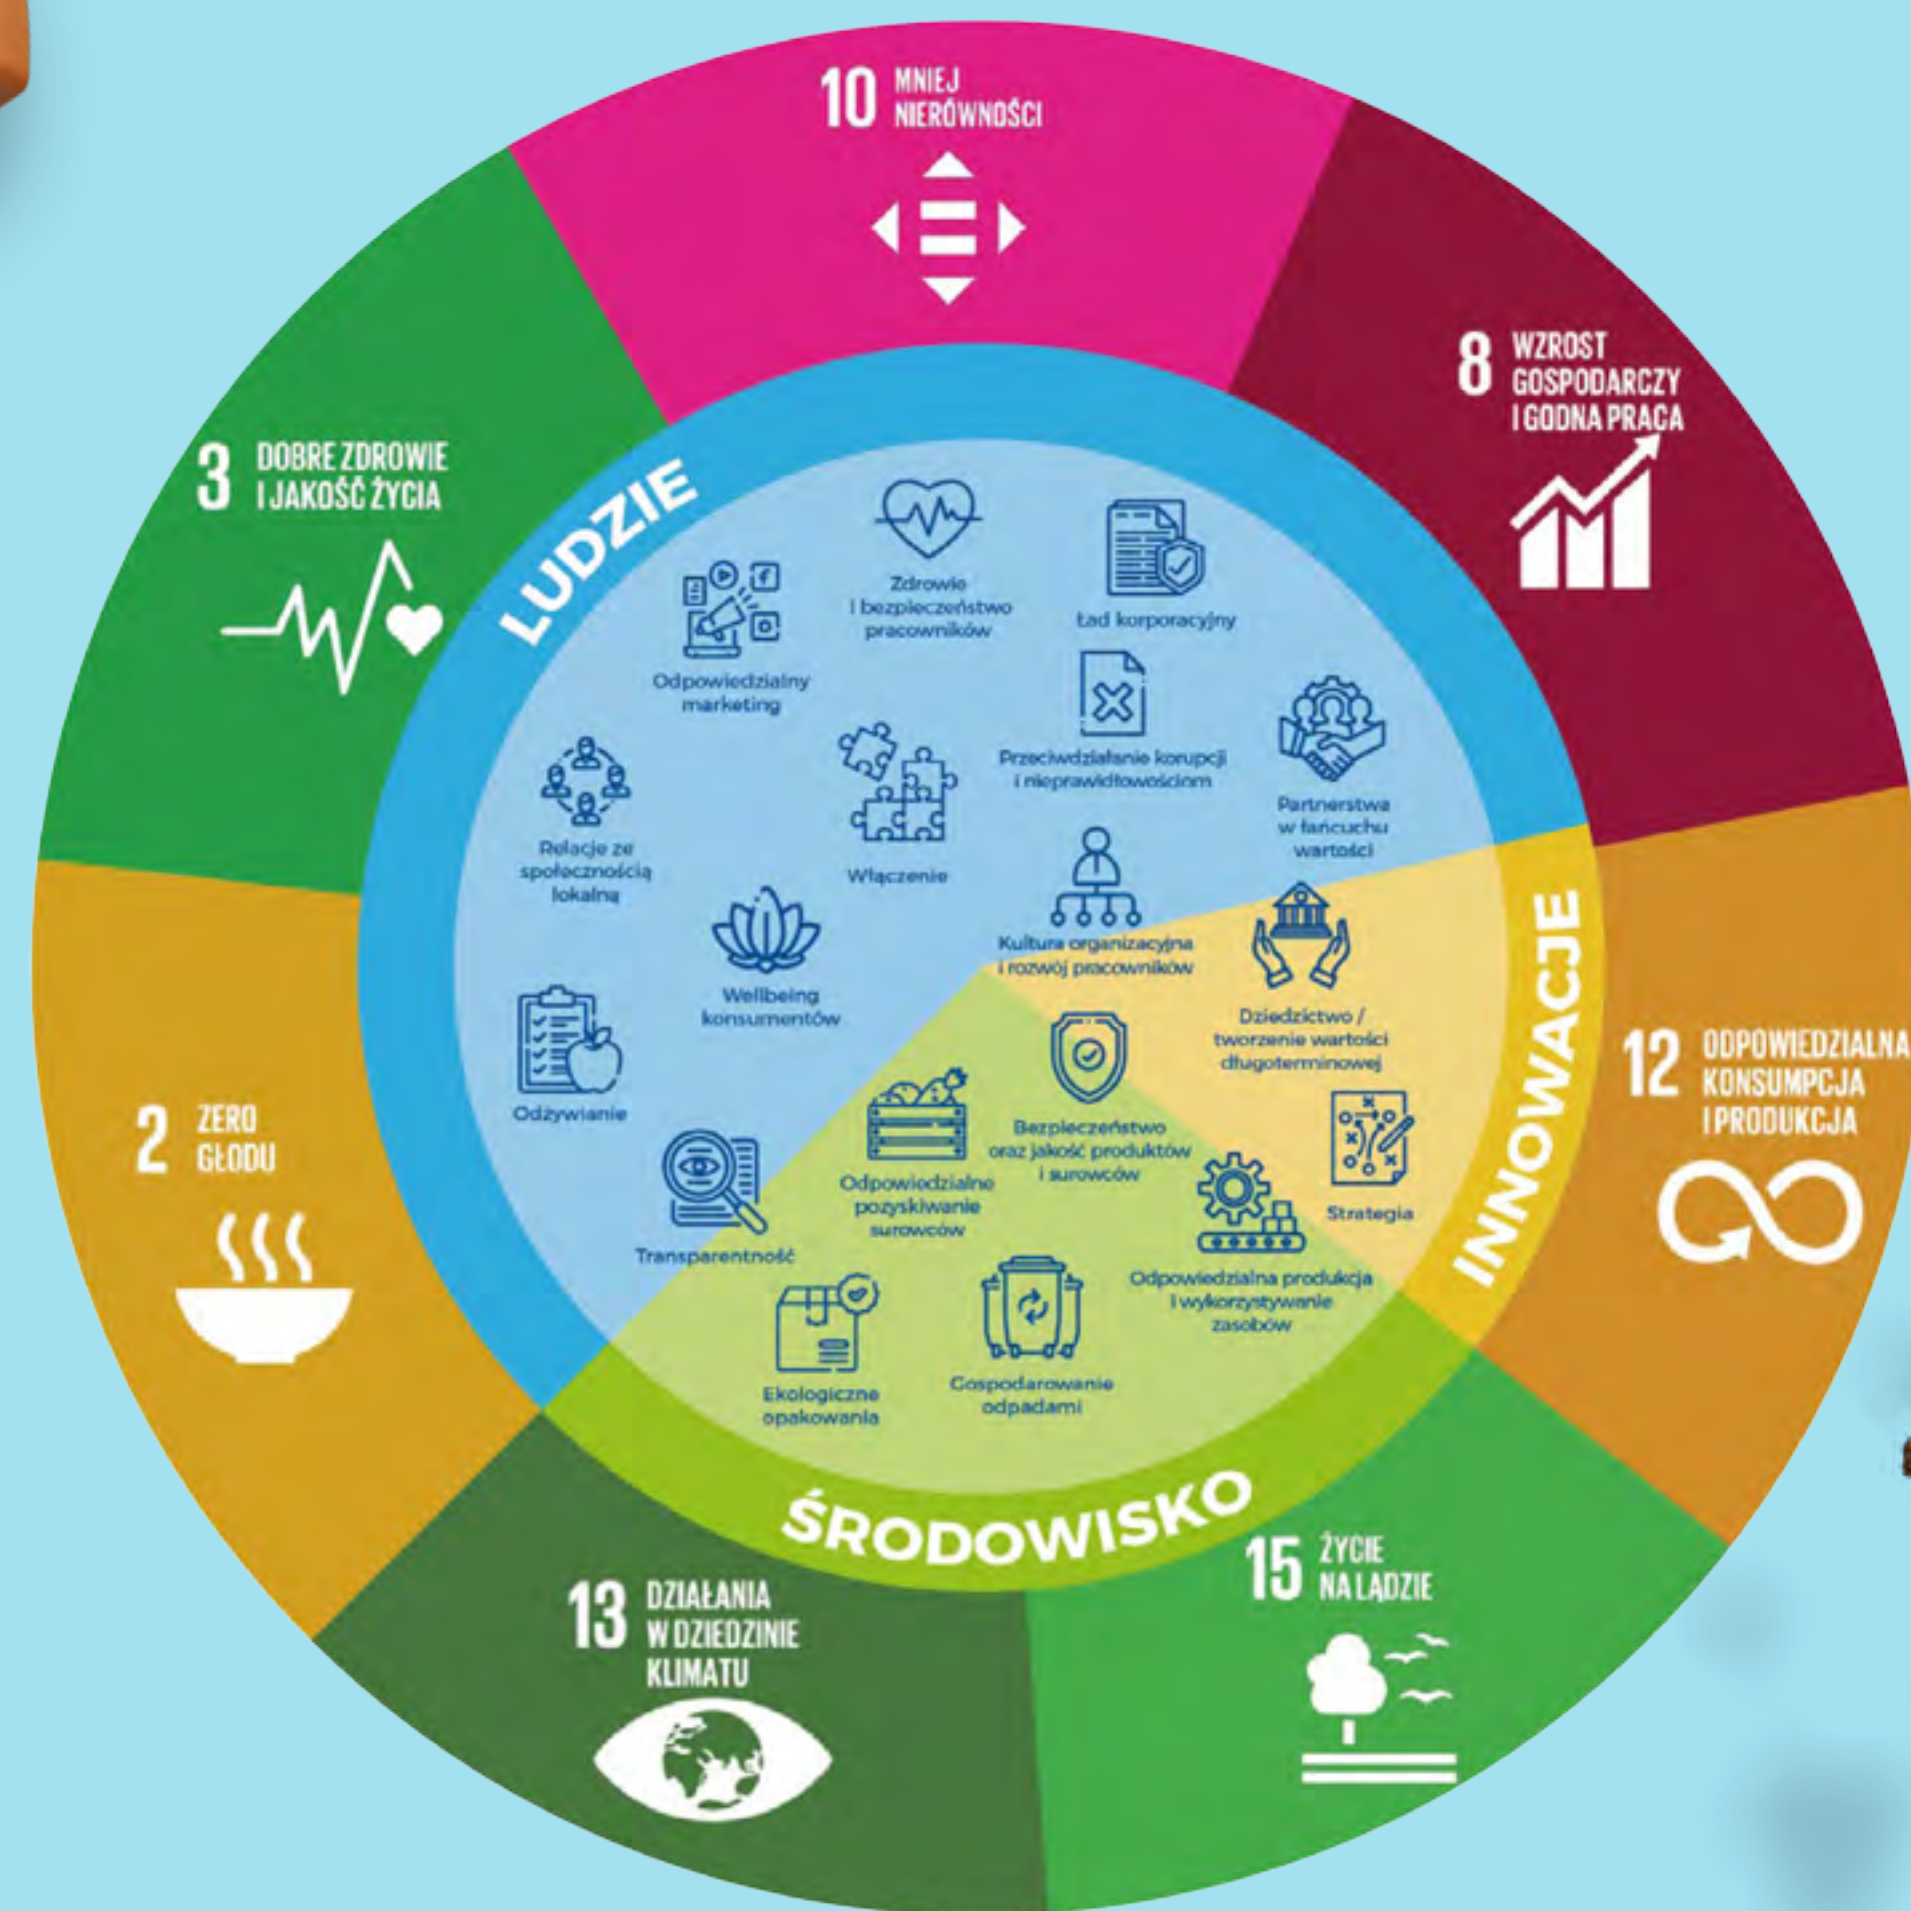 10 MNIEJ
NIERÓWNOŚCI
8 WZROST
GOSPODARCZY
I GODNA PRACA
3 DOBRE ZDROWIE
I JAKOŚĆ ŻYCIA
LUDZIE
Zdrowie
i bezpieczeństwo
pracowników
Ład korporacyjny
Odpowiedzialny
marketing
Przeciwdziałanie korupcji
i nieprawidłowościom
Partnerstwa
w łańcuchu
wartości
Relacje ze
społecznością
lokalną
Włączenie
Kultura organizacyjna
i rozwój pracowników
Wellbeing
konsumentów
Dziedzictwo /
tworzenie wartości
długoterminowej
INNOWACJE
12 ODPOWIEDZIALNA
KONSUMPCJA
I PRODUKCJA
2 ZERO
GŁODU
Odżywianie
Bezpieczeństwo
oraz jakość produktów
i surowców
Odpowiedzialne
pozyskiwanie
surowców
Strategia
Transparentność
Odpowiedzialna produkcja
i wykorzystywanie
zasobów
Ekologiczne
opakowania
Gospodarowanie
odpadami
ŚRODOWISKO
13 DZIAŁANIA
W DZIEDZINIE
KLIMATU
15 ŻYCIE
NA LĄDZIE